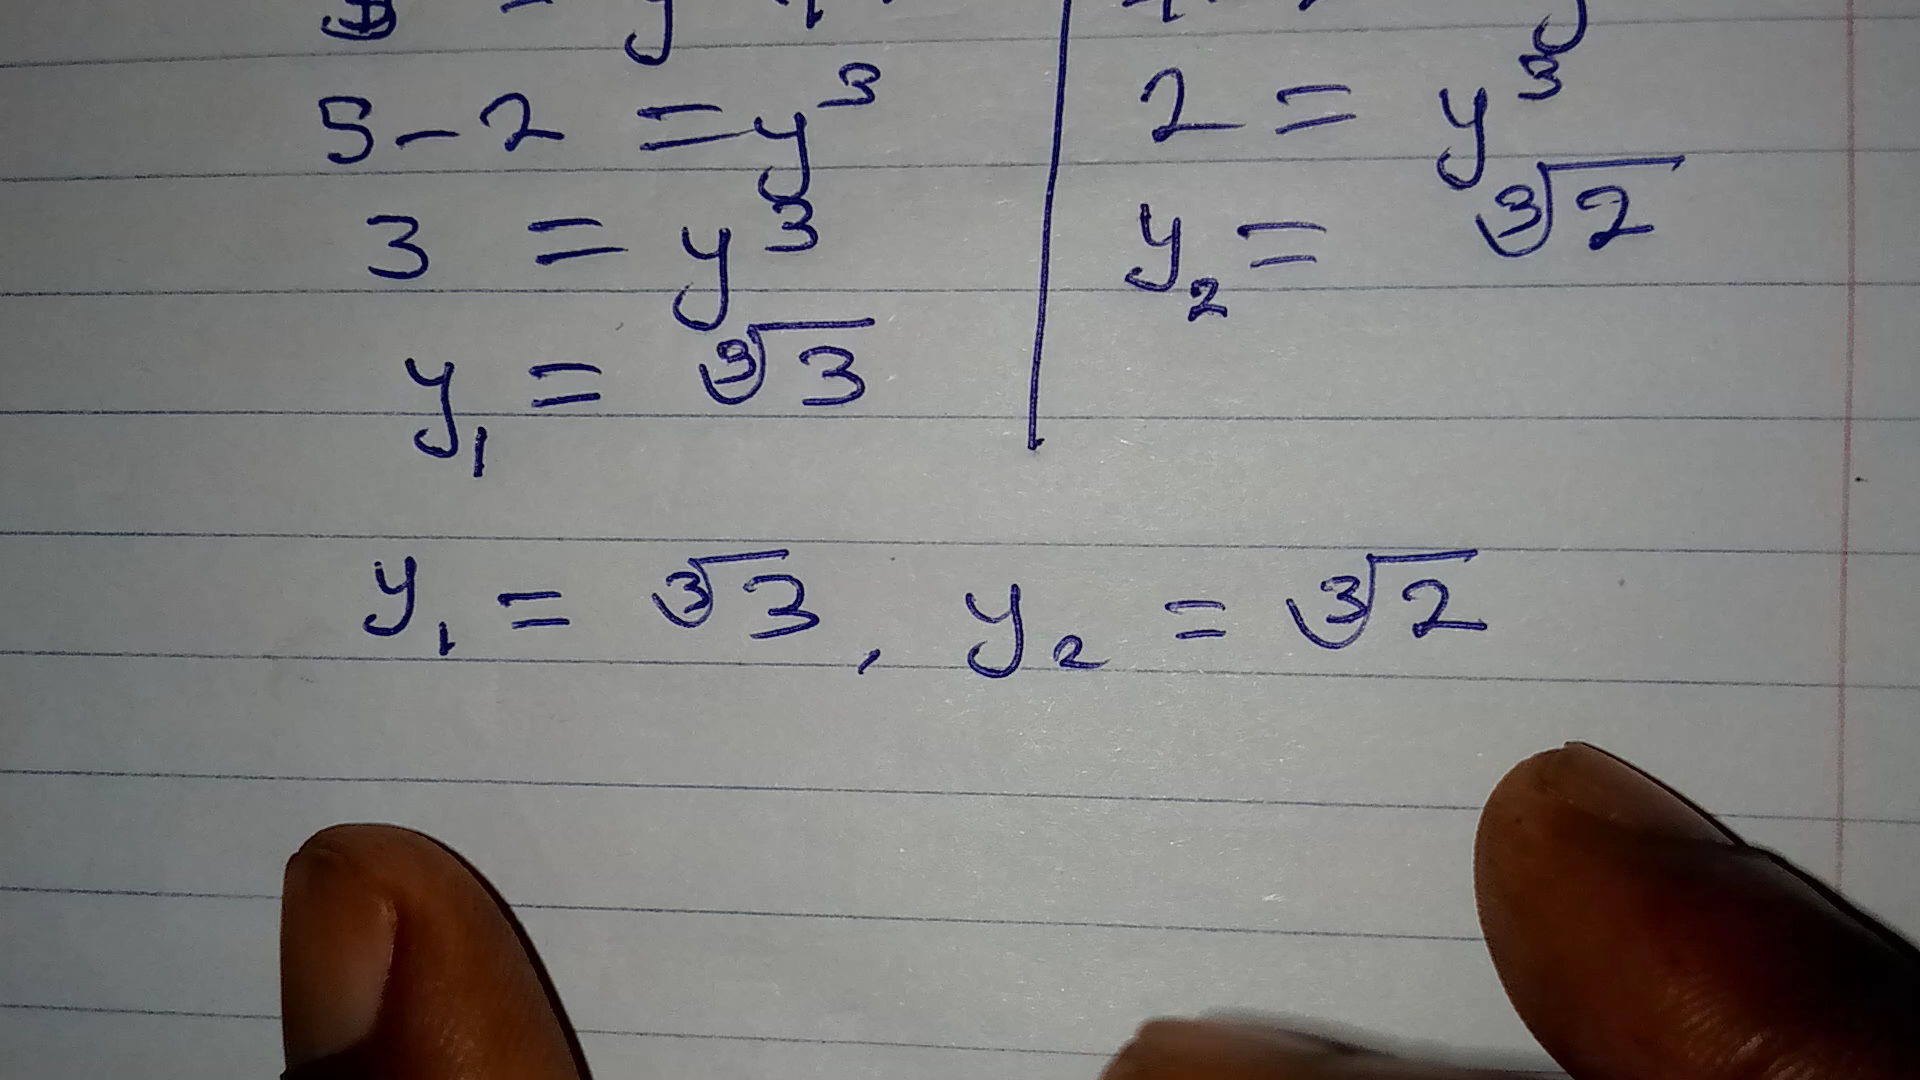 5 - 2 = y³
3 = y³
y₁ = ∛3
2 = y³
y₂ = ∛2
y₁ = ∛3, y₂ = ∛2